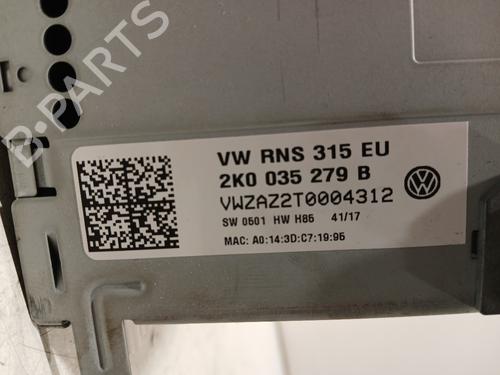 VW RNS 315 EU
2K0 035 279 B
VWZAZ2T0004312
SW 0501 HW H85 41/17
MAC: A0:14:3D:C7:19:95
B-PARTS